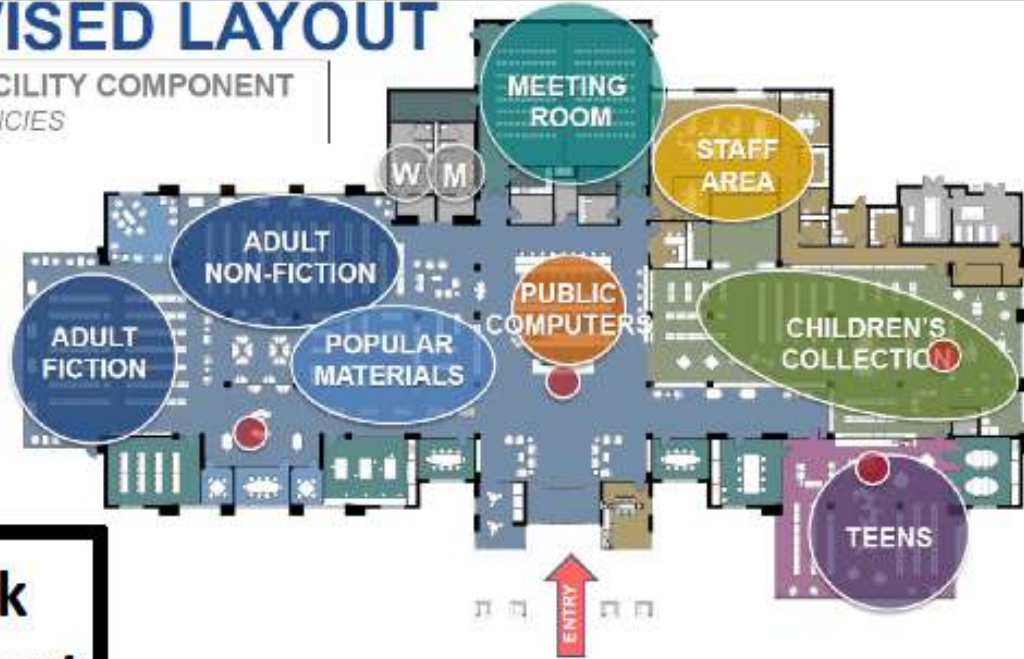 VISED LAYOUT
CILITY COMPONENT
NCIES
MEETING
ROOM
STAFF
AREA
W M
ADULT
NON-FICTION
PUBLIC
COMPUTERS
ADULT
FICTION
POPULAR
MATERIALS
CHILDREN'S
COLLECTION
TEENS
ENTRY
k